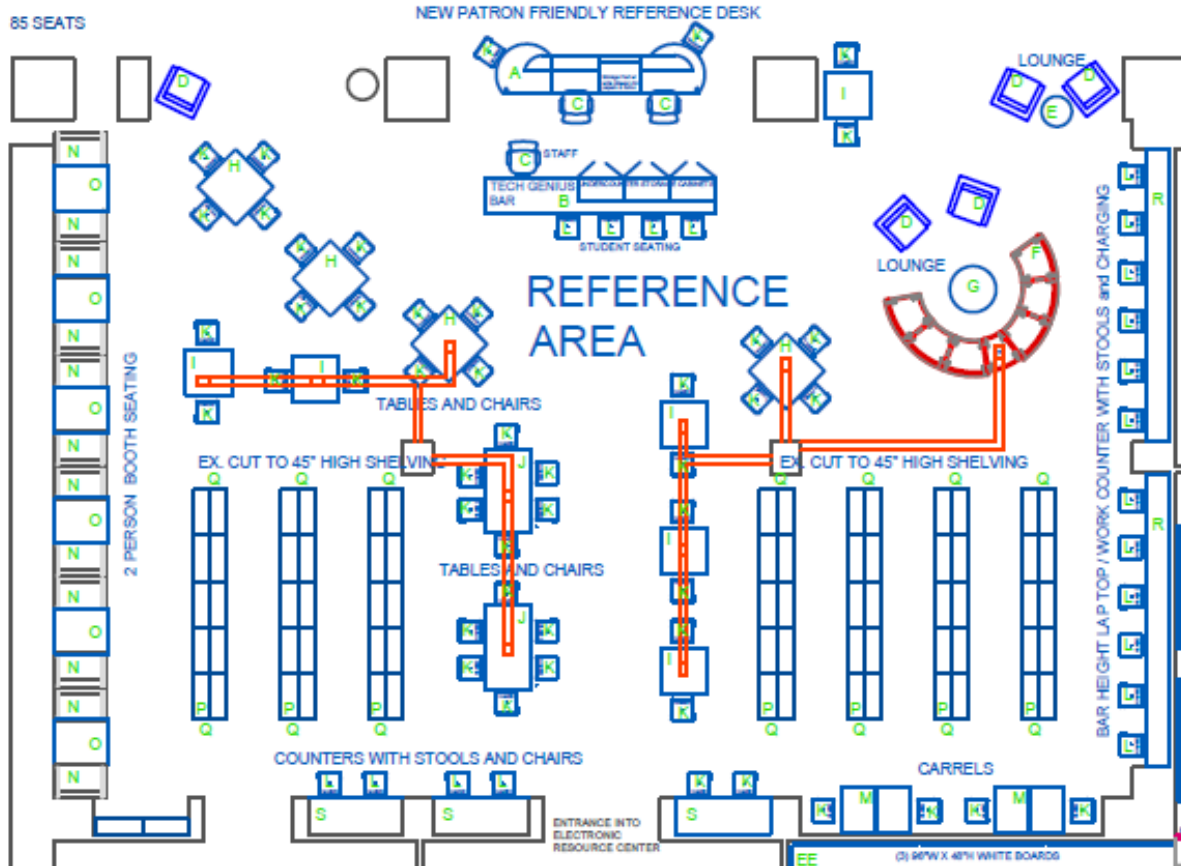 85 SEATS
NEW PATRON FRIENDLY REFERENCE DESK
K
K
A
C
C
D
K
I
K
LOUNGE
D
D
E
N
O
N
K
K
H
K
K
C
STAFF
TECH GENIUS
BAR
B
UNDERCOUNTER STORAGE CABINETS
L
L
L
L
STUDENT SEATING
D
D
LOUNGE
F
G
L
R
L
L
L
L
L
N
O
N
K
K
H
K
K
REFERENCE
AREA
K
K
H
K
K
K
I
K
K
I
K
TABLES AND CHAIRS
K
K
H
K
K
N
O
N
2 PERSON BOOTH SEATING
EX. CUT TO 45" HIGH SHELVING
EX. CUT TO 45" HIGH SHELVING
BAR HEIGHT LAP TOP / WORK COUNTER WITH STOOLS and CHARGING
Q
Q
Q
Q
Q
Q
Q
K
J
K
K
K
K
K
TABLES AND CHAIRS
K
J
K
K
K
K
K
K
I
K
K
I
K
K
I
K
L
R
L
L
L
L
L
N
O
N
N
O
N
N
O
N
P
P
P
P
P
P
P
Q
Q
Q
Q
Q
Q
Q
COUNTERS WITH STOOLS AND CHAIRS
CARRELS
L
L
L
L
K
K
S
S
S
K
M
K
K
M
K
ENTRANCE INTO
ELECTRONIC
RESOURCE CENTER
EE
(3) 96"W X 48"H WHITE BOARDS